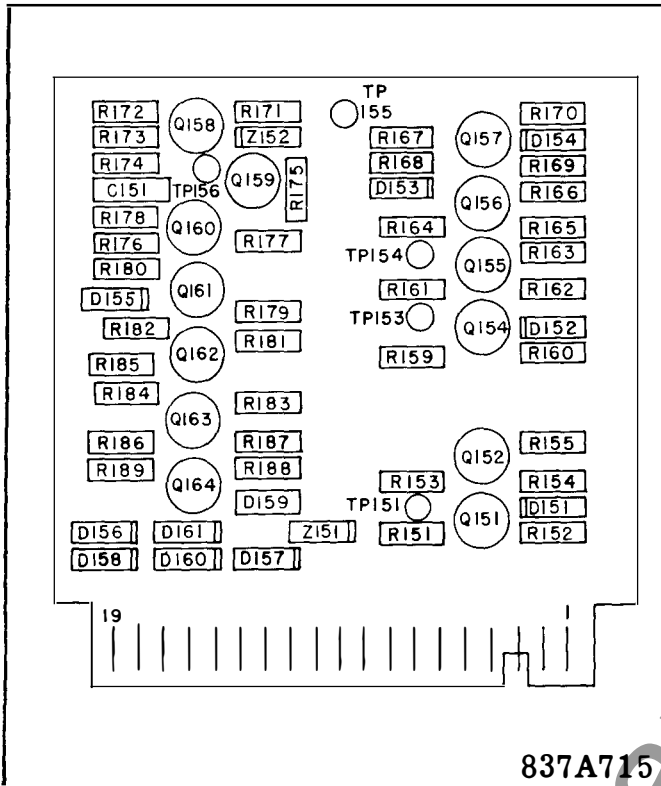 TP
R172 R171 155 R170
Q158 Q157
R173 Z152 R167 D154
R174 R168 R169
C151 TP156 Q159 R175 D153 R166
Q156
R178 Q160 R164 R165
R176 R177 TP154 R163
R180 Q155
D155 Q161 R161 R162
R179 TP153
R182 Q154 D152
R181 R159 R160
R185 Q162
R184 R183
Q163
R186 R187 Q152 R155
R189 R188 R153 R154
Q164 D159 TP151 D151
Q151
D156 D161 Z151 R151 R152
D158 D160 D157
19 1
837A715